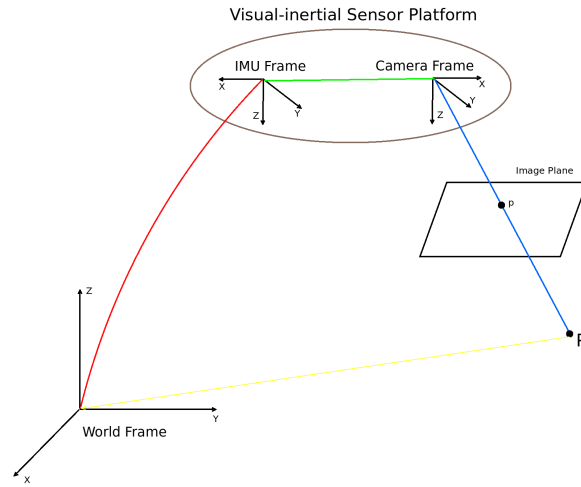 Visual-inertial Sensor Platform
IMU Frame
Camera Frame
X
Y
Z
X
Y
Z
Image Plane
p
P
Z
Y
World Frame
X